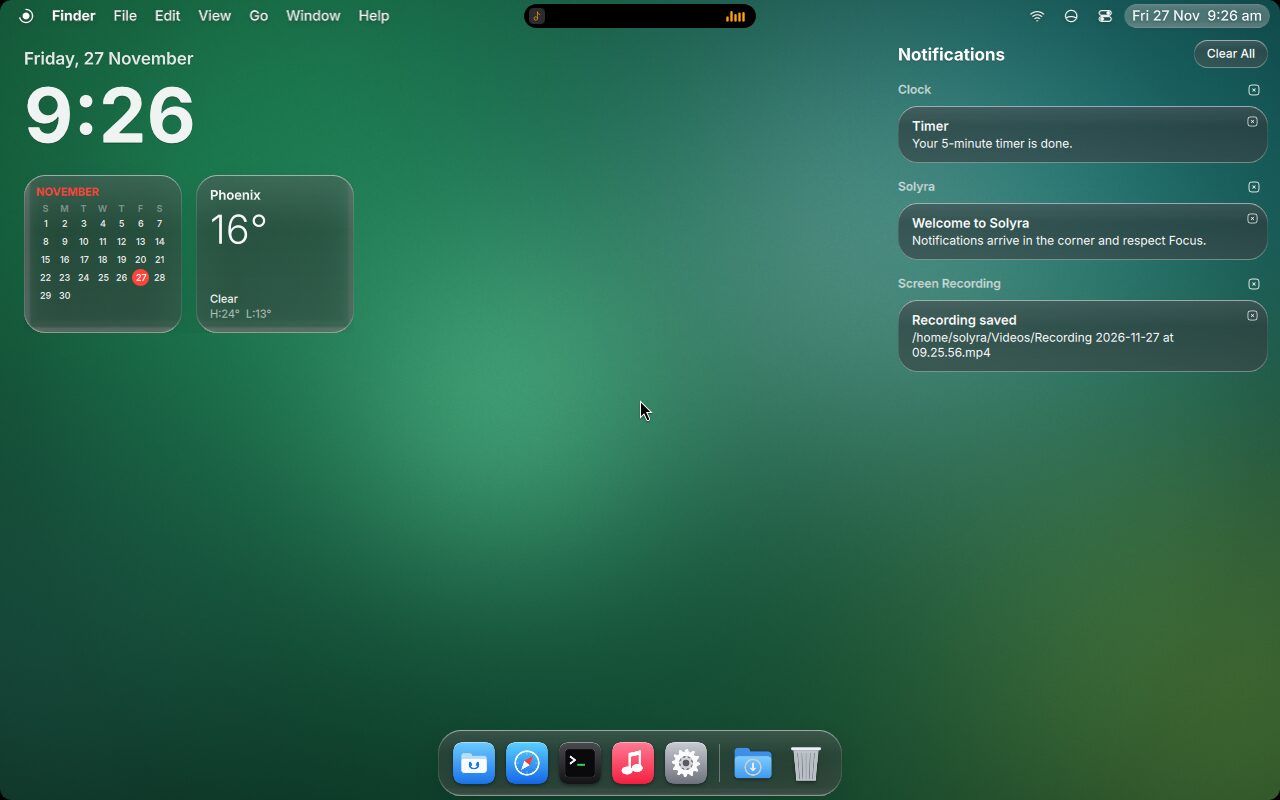 Finder File Edit View Go Window Help
Fri 27 Nov 9:26 am
Friday, 27 November
9:26
NOVEMBER
S M T W T F S
1 2 3 4 5 6 7
8 9 10 11 12 13 14
15 16 17 18 19 20 21
22 23 24 25 26 27 28
29 30
Phoenix
16°
Clear
H:24° L:13°
Notifications
Clear All
Clock
Timer
Your 5-minute timer is done.
Solyra
Welcome to Solyra
Notifications arrive in the corner and respect Focus.
Screen Recording
Recording saved
/home/solyra/Videos/Recording 2026-11-27 at
09.25.56.mp4